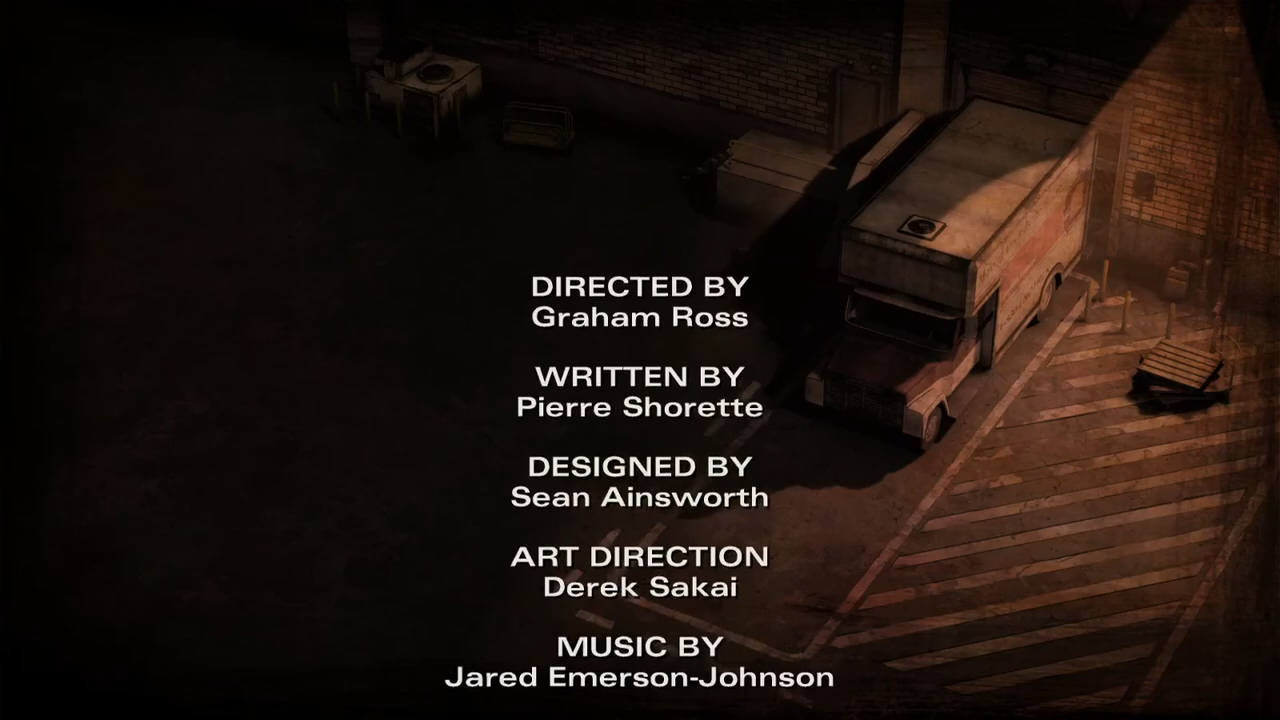 DIRECTED BY
Graham Ross
WRITTEN BY
Pierre Shorette
DESIGNED BY
Sean Ainsworth
ART DIRECTION
Derek Sakai
MUSIC BY
Jared Emerson-Johnson